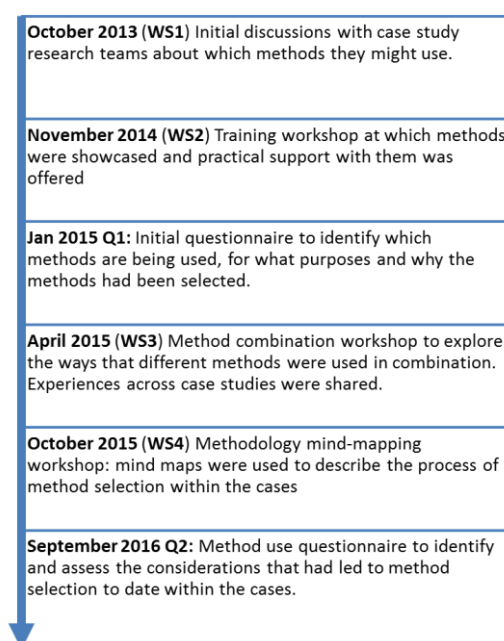 October 2013 (WS1) Initial discussions with case study
research teams about which methods they might use.
November 2014 (WS2) Training workshop at which methods
were showcased and practical support with them was
offered
Jan 2015 Q1: Initial questionnaire to identify which
methods are being used, for what purposes and why the
methods had been selected.
April 2015 (WS3) Method combination workshop to explore
the ways that different methods were used in combination.
Experiences across case studies were shared.
October 2015 (WS4) Methodology mind-mapping
workshop: mind maps were used to describe the process of
method selection within the cases
September 2016 Q2: Method use questionnaire to identify
and assess the considerations that had led to method
selection to date within the cases.